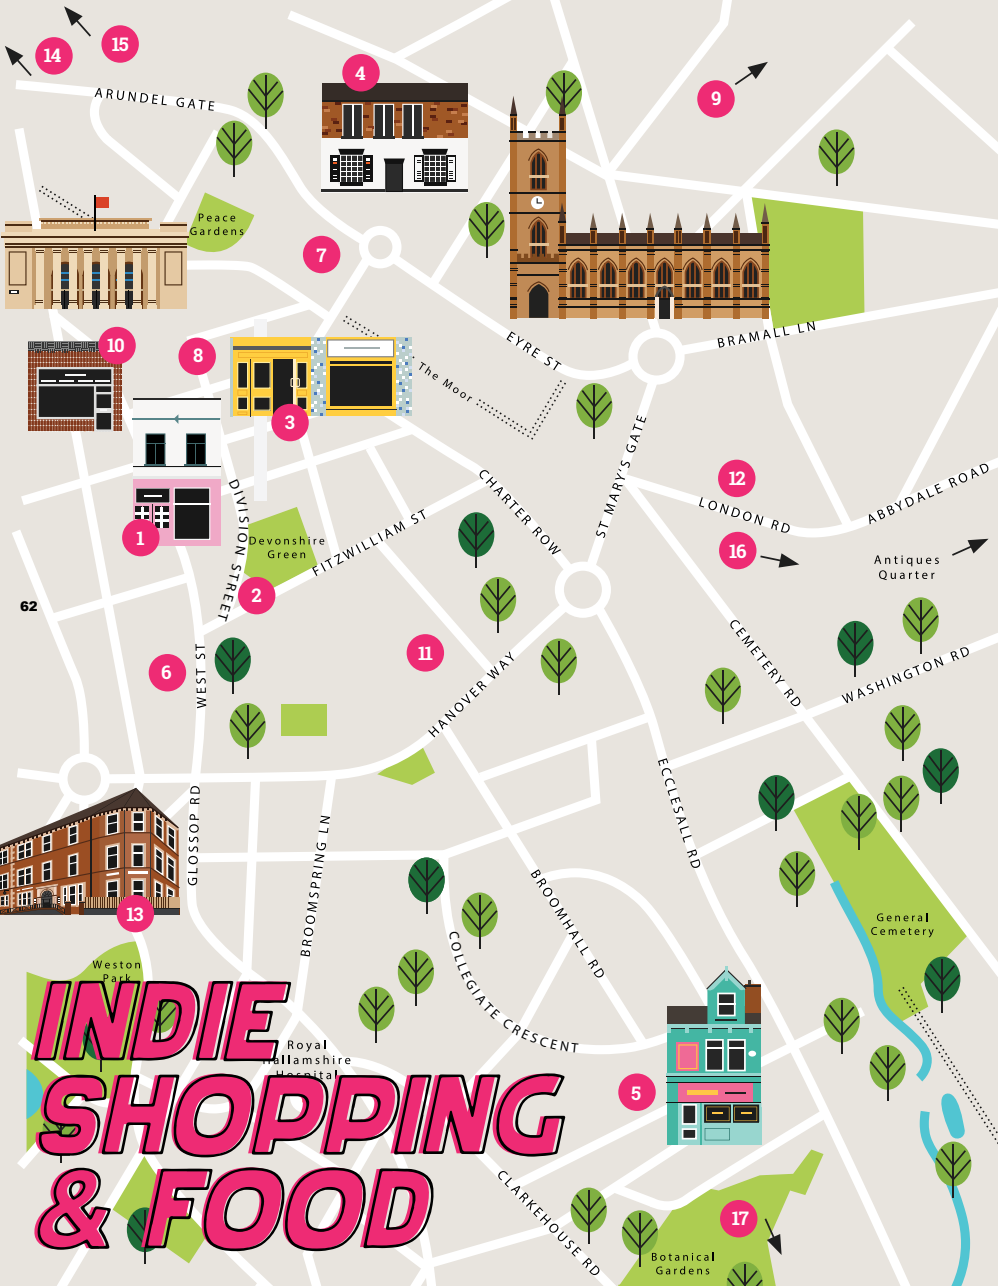 14
15
4
9
ARUNDEL GATE
Peace
Gardens
7
EYRE ST
BRAMALL LN
10
8
The Moor
3
ST MARY'S GATE
CHARTER ROW
12
LONDON RD
ABBYDALE ROAD
16
Antiques
Quarter
1
DIVISION STREET
Devonshire
Green
FITZWILLIAM ST
2
62
6
WEST ST
11
HANOVER WAY
CEMETERY RD
WASHINGTON RD
ECCLESALL RD
GLOSSOP RD
BROOMSPRING LN
13
BROOMHALL RD
COLLEGIATE CRESCENT
General
Cemetery
Weston
Park
Royal
Hallamshire
Hospital
5
INDIE
SHOPPING
& FOOD
CLARKEHOUSE RD
17
Botanical
Gardens